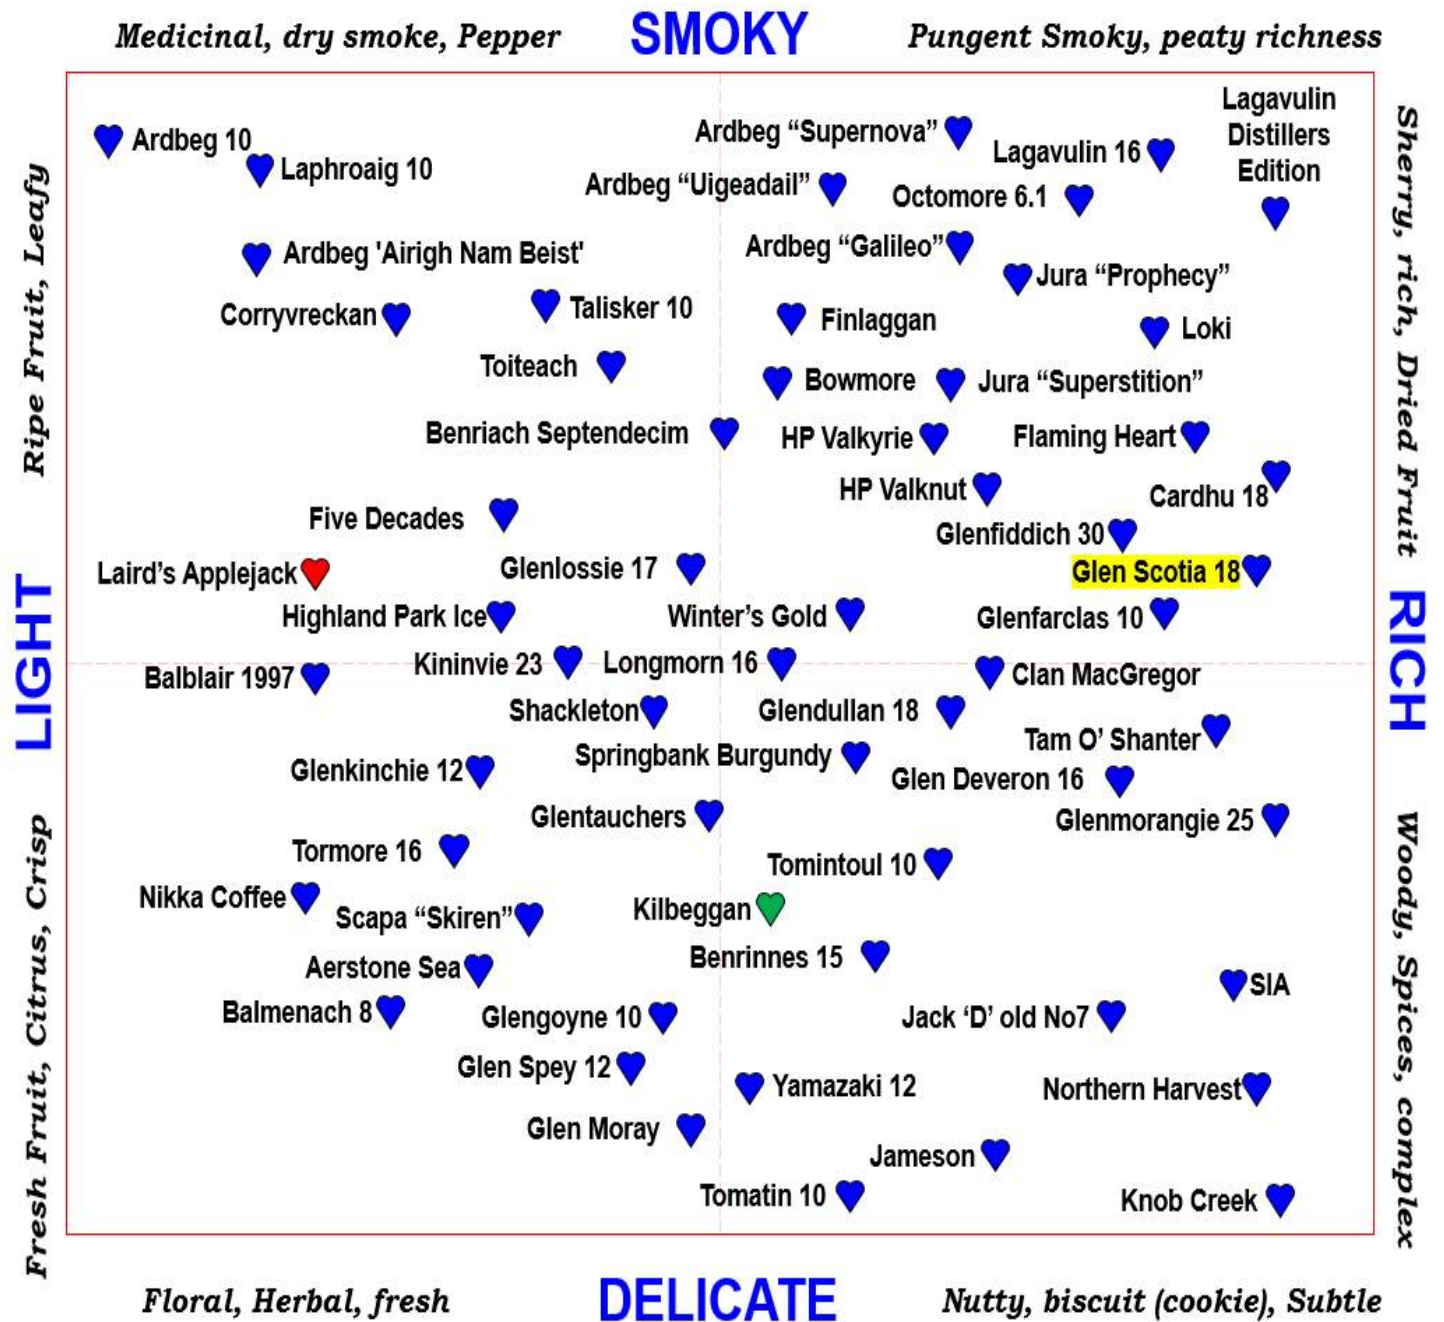 Medicinal, dry smoke, Pepper
SMOKY
Pungent Smoky, peaty richness
Ripe Fruit, Leafy
LIGHT
Fresh Fruit, Citrus, Crisp
Ardbeg 10
Laphroaig 10
Ardbeg “Supernova”
Lagavulin 16
Lagavulin
Distillers
Edition
Ardbeg “Uigeadail”
Octomore 6.1
Ardbeg 'Airigh Nam Beist'
Ardbeg “Galileo”
Jura “Prophecy”
Corryvreckan
Talisker 10
Finlaggan
Loki
Toiteach
Bowmore
Jura “Superstition”
Benriach Septendecim
HP Valkyrie
Flaming Heart
HP Valknut
Cardhu 18
Five Decades
Glenfiddich 30
Laird’s Applejack
Glenlossie 17
Glen Scotia 18
Highland Park Ice
Winter’s Gold
Glenfarclas 10
Balblair 1997
Kininvie 23
Longmorn 16
Clan MacGregor
Shackleton
Glendullan 18
Tam O’ Shanter
Springbank Burgundy
Glenkinchie 12
Glen Deveron 16
Glentauchers
Glenmorangie 25
Tormore 16
Tomintoul 10
Nikka Coffee
Scapa “Skiren”
Kilbeggan
Benrinnes 15
Aerstone Sea
SIA
Balmenach 8
Glengoyne 10
Jack ‘D’ old No7
Glen Spey 12
Yamazaki 12
Northern Harvest
Glen Moray
Jameson
Tomatin 10
Knob Creek
Sherry, rich, Dried Fruit
RICH
Woody, Spices, complex
Floral, Herbal, fresh
DELICATE
Nutty, biscuit (cookie), Subtle